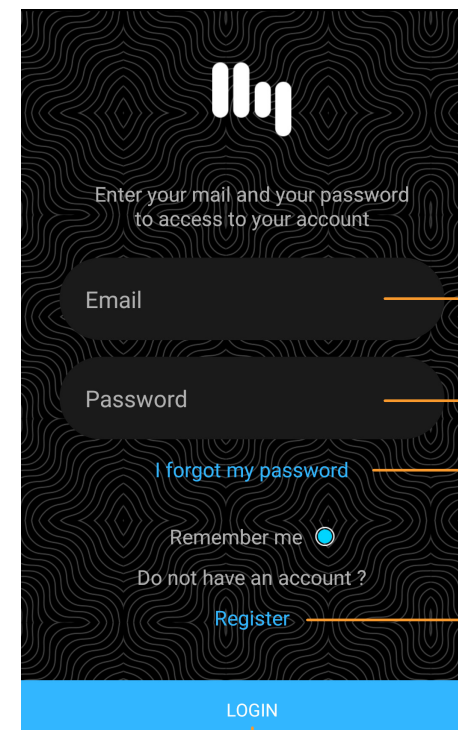 Enter your mail and your password
to access to your account
Email
Password
I forgot my password
Remember me
Do not have an account ?
Register
LOGIN